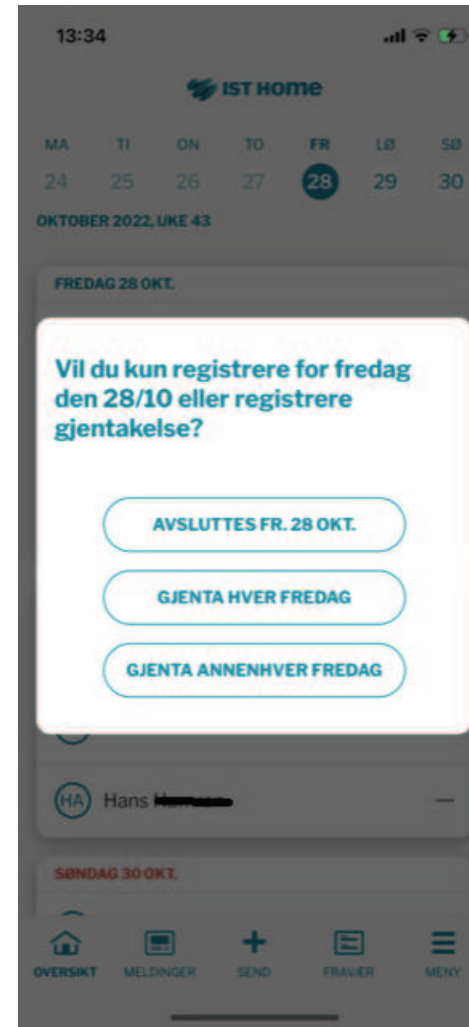 13:34
IST Home
MA TI ON TO FR LØ SØ
24 25 26 27 28 29 30
OKTOBER 2022, UKE 43
FREDAG 28 OKT.
Vil du kun registrere for fredag
den 28/10 eller registrere
gjentakelse?
AVSLUTTES FR. 28 OKT.
GJENTA HVER FREDAG
GJENTA ANNENHVER FREDAG
HA Hans
SØNDAG 30 OKT.
OVERSIKT MELDINGER SEND FRAVÆR MENY